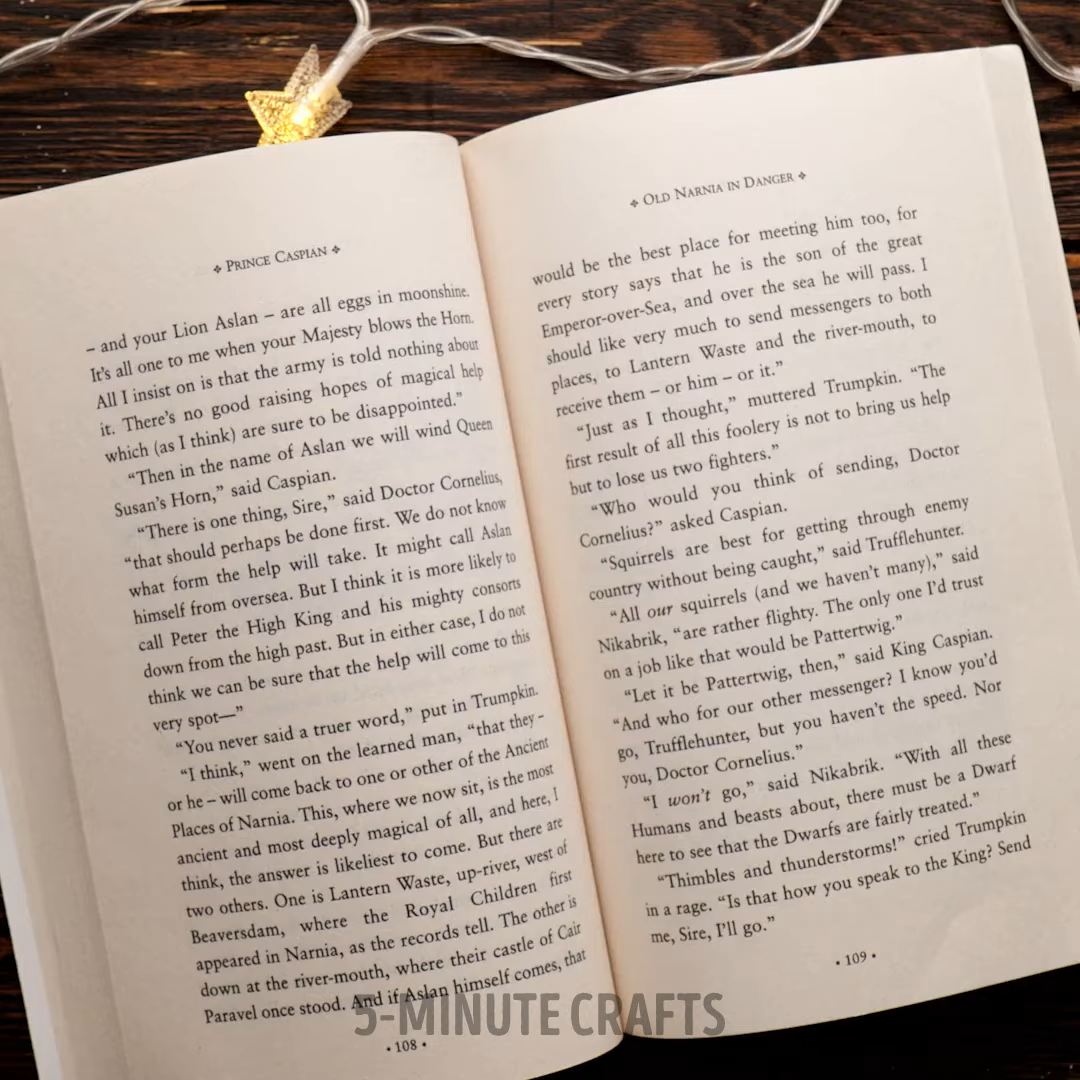 ❖ PRINCE CASPIAN ❖
– and your Lion Aslan – are all eggs in moonshine.
It’s all one to me when your Majesty blows the Horn.
All I insist on is that the army is told nothing about
it. There’s no good raising hopes of magical help
which (as I think) are sure to be disappointed.”
“Then in the name of Aslan we will wind Queen
Susan’s Horn,” said Caspian.
“There is one thing, Sire,” said Doctor Cornelius,
“that should perhaps be done first. We do not know
what form the help will take. It might call Aslan
himself from oversea. But I think it is more likely to
call Peter the High King and his mighty consorts
down from the high past. But in either case, I do not
think we can be sure that the help will come to this
very spot—”
“You never said a truer word,” put in Trumpkin.
“I think,” went on the learned man, “that they –
or he – will come back to one or other of the Ancient
Places of Narnia. This, where we now sit, is the most
ancient and most deeply magical of all, and here, I
think, the answer is likeliest to come. But there are
two others. One is Lantern Waste, up-river, west of
Beaversdam, where the Royal Children first
appeared in Narnia, as the records tell. The other is
down at the river-mouth, where their castle of Cair
Paravel once stood. And if Aslan himself comes, that
• 108 •
❖ OLD NARNIA IN DANGER ❖
would be the best place for meeting him too, for
every story says that he is the son of the great
Emperor-over-Sea, and over the sea he will pass. I
should like very much to send messengers to both
places, to Lantern Waste and the river-mouth, to
receive them – or him – or it.”
“Just as I thought,” muttered Trumpkin. “The
first result of all this foolery is not to bring us help
but to lose us two fighters.”
“Who would you think of sending, Doctor
Cornelius?” asked Caspian.
“Squirrels are best for getting through enemy
country without being caught,” said Trufflehunter.
“All our squirrels (and we haven’t many),” said
Nikabrik, “are rather flighty. The only one I’d trust
on a job like that would be Pattertwig.”
“Let it be Pattertwig, then,” said King Caspian.
“And who for our other messenger? I know you’d
go, Trufflehunter, but you haven’t the speed. Nor
you, Doctor Cornelius.”
“I won’t go,” said Nikabrik. “With all these
Humans and beasts about, there must be a Dwarf
here to see that the Dwarfs are fairly treated.”
“Thimbles and thunderstorms!” cried Trumpkin
in a rage. “Is that how you speak to the King? Send
me, Sire, I’ll go.”
• 109 •
5-MINUTE CRAFTS